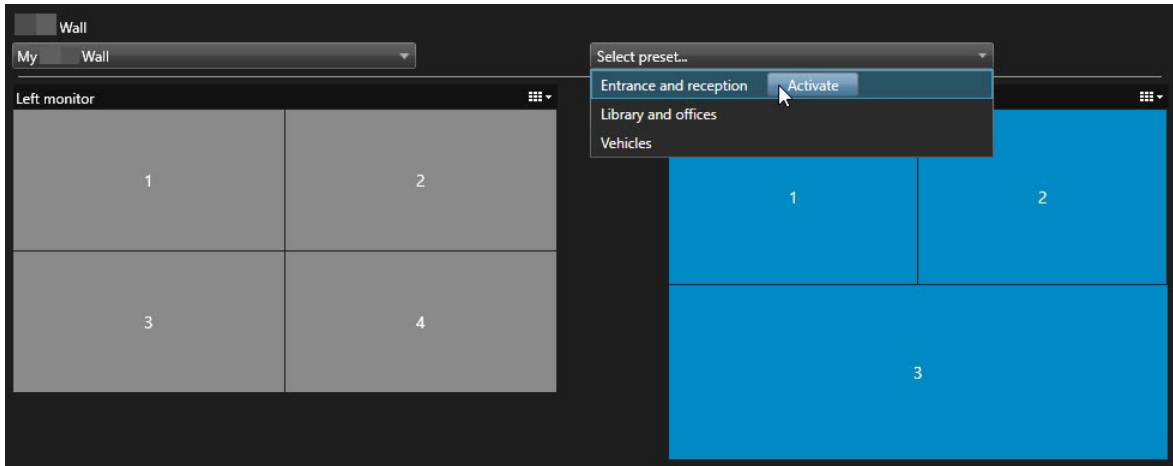 Wall
My Wall
Select preset...
Entrance and reception Activate
Library and offices
Vehicles
Left monitor
1 2
3 4
1 2
3